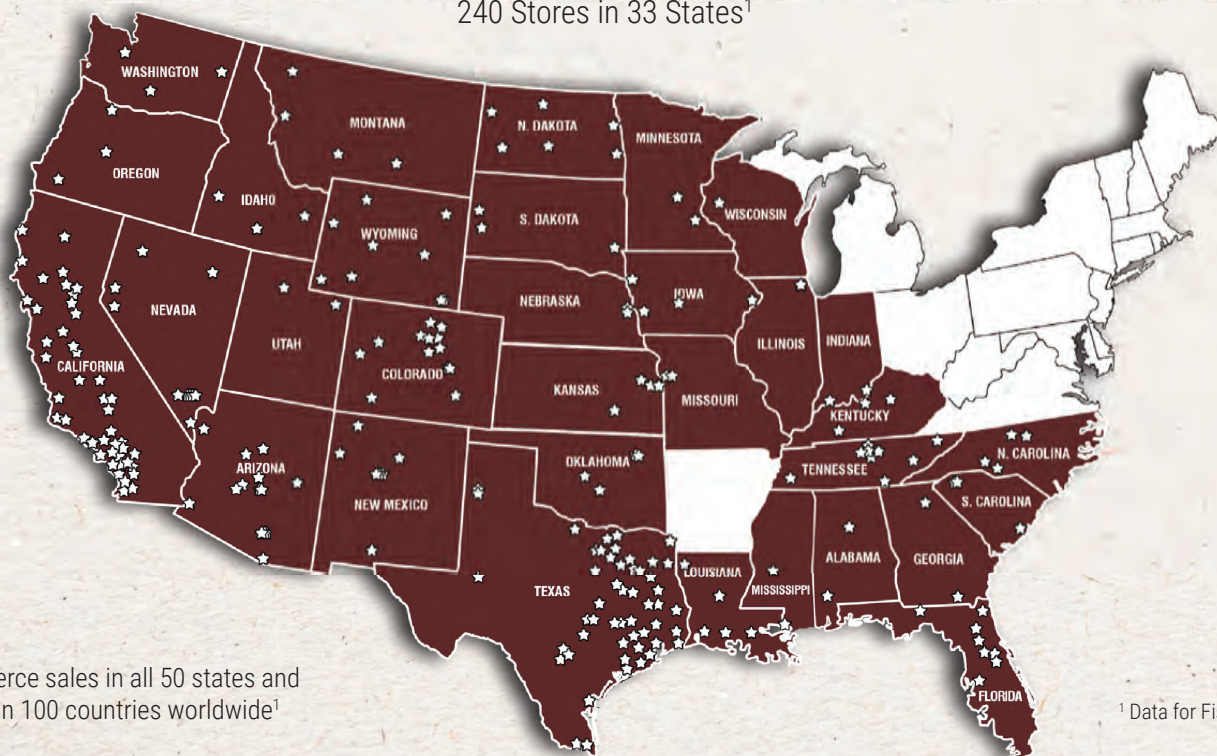 240 Stores in 33 States¹
WASHINGTON
MONTANA
N. DAKOTA
MINNESOTA
OREGON
IDAHO
WYOMING
S. DAKOTA
WISCONSIN
NEVADA
UTAH
COLORADO
NEBRASKA
IOWA
ILLINOIS
INDIANA
CALIFORNIA
KANSAS
MISSOURI
KENTUCKY
ARIZONA
NEW MEXICO
OKLAHOMA
TENNESSEE
N. CAROLINA
S. CAROLINA
TEXAS
LOUISIANA
MISSISSIPPI
ALABAMA
GEORGIA
FLORIDA
sales in all 50 states and
100 countries worldwide¹
¹ Data for